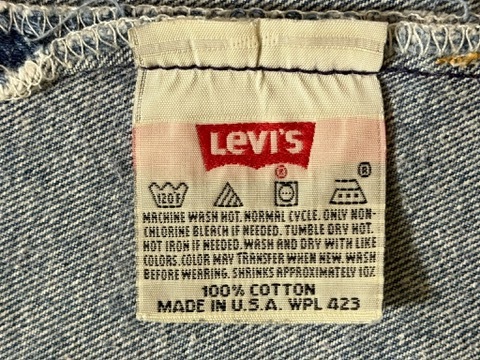 Levi's
®
120F ®
MACHINE WASH HOT. NORMAL CYCLE. ONLY NON-
CHLORINE BLEACH IF NEEDED. TUMBLE DRY HOT.
HOT IRON IF NEEDED. WASH AND DRY WITH LIKE
COLORS. COLOR MAY TRANSFER WHEN NEW. WASH
BEFORE WEARING. SHRINKS APPROXIMATELY 10%
100% COTTON
MADE IN U.S.A. WPL 423